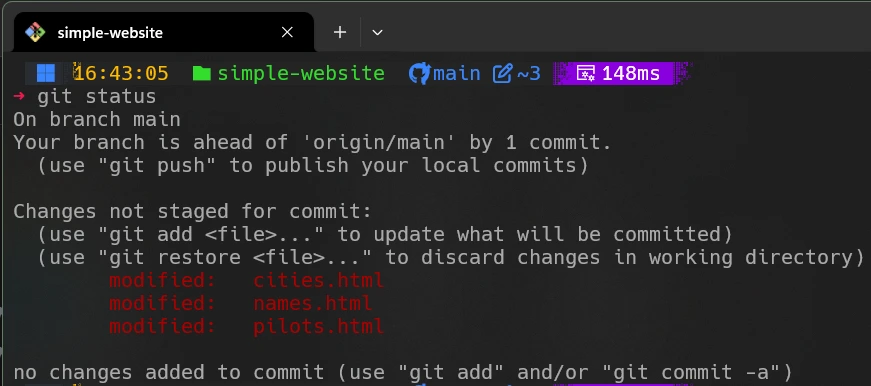 simple-website
16:43:05 simple-website main ~3 148ms
→ git status
On branch main
Your branch is ahead of 'origin/main' by 1 commit.
(use "git push" to publish your local commits)
Changes not staged for commit:
(use "git add <file>..." to update what will be committed)
(use "git restore <file>..." to discard changes in working directory)
modified: cities.html
modified: names.html
modified: pilots.html
no changes added to commit (use "git add" and/or "git commit -a")